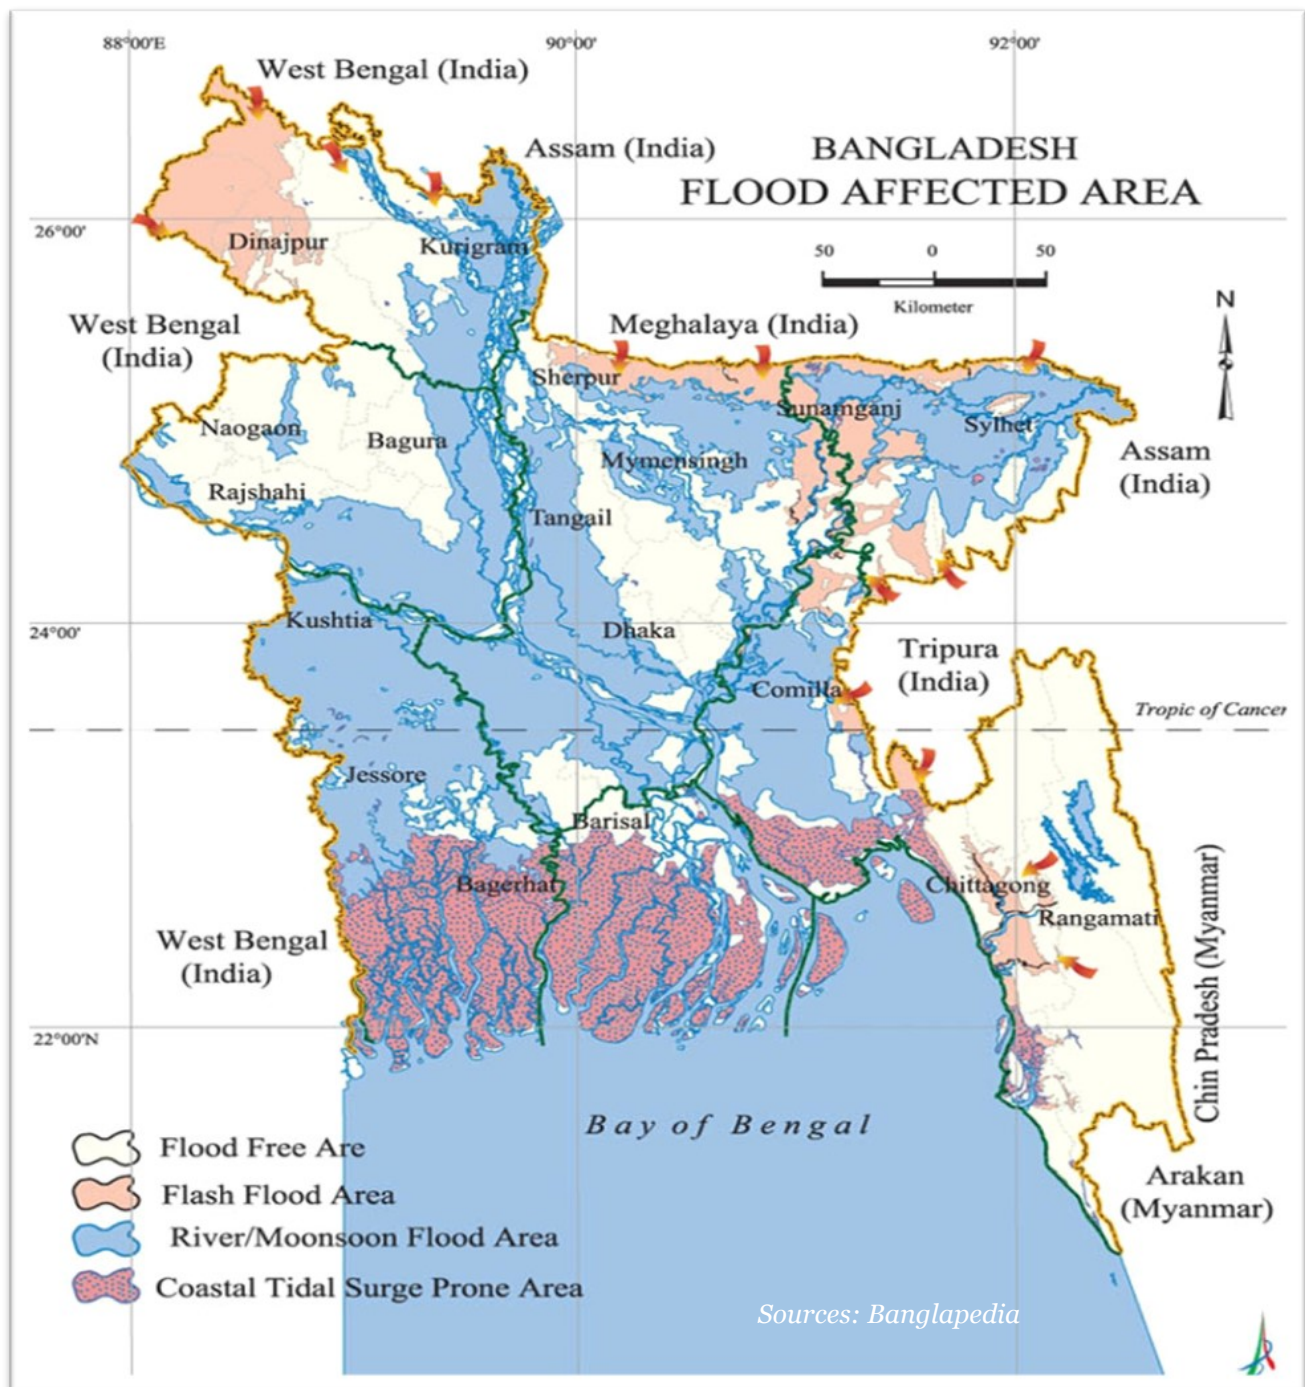 88°00'E
90°00'
92°00'
West Bengal (India)
Assam (India)
BANGLADESH
FLOOD AFFECTED AREA
26°00'
Dinajpur
Kurigram
50 0 50
Kilometer
N
West Bengal
(India)
Meghalaya (India)
Sherpur
Sunamganj
Sylhet
Naogaon
Bagura
Mymensingh
Assam
(India)
Rajshahi
Tangail
24°00'
Kushtia
Dhaka
Tripura
(India)
Comilla
Tropic of Cancer
Jessore
Barisal
Bagerhat
Chittagong
Rangamati
West Bengal
(India)
Chin Pradesh (Myanmar)
22°00'N
Bay of Bengal
Flood Free Are
Flash Flood Area
River/Moonsoon Flood Area
Coastal Tidal Surge Prone Area
Arakan
(Myanmar)
Sources: Banglapedia